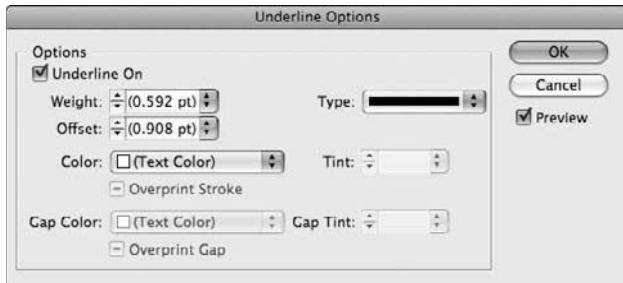 Underline Options
Options
Underline On
Weight: (0.592 pt) Type:
Offset: (0.908 pt)
Color: (Text Color) Tint:
Overprint Stroke
Gap Color: (Text Color) Gap Tint:
Overprint Gap
OK
Cancel
Preview